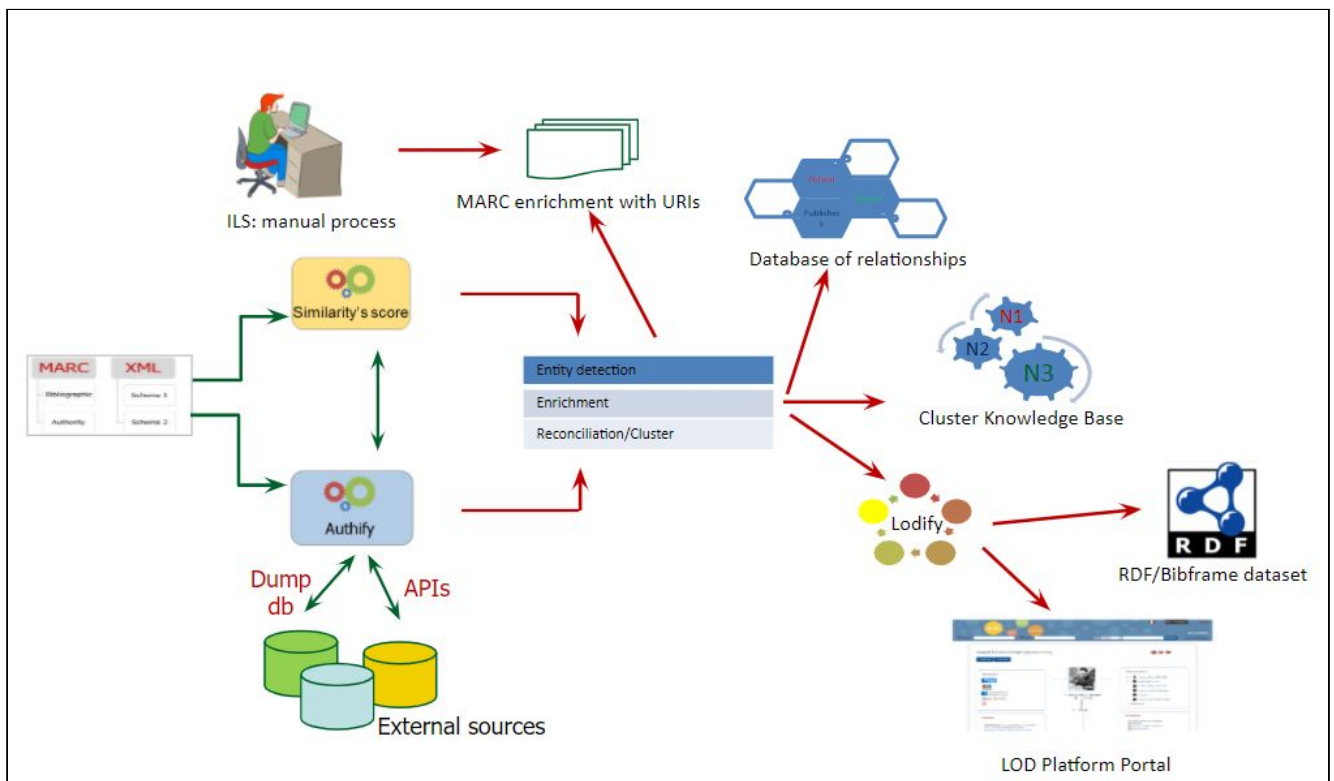 ILS: manual process
MARC enrichment with URIs
Publisher
s
Database of relationships
Similarity's score
MARC
XML
Bibliographic
Scheme 1
Authority
Scheme 2
Entity detection
Enrichment
Reconciliation/Cluster
N1
N2
N3
Cluster Knowledge Base
Authify
Lodify
RDF
RDF/Bibframe dataset
Dump
db
APIs
External sources
LOD Platform Portal